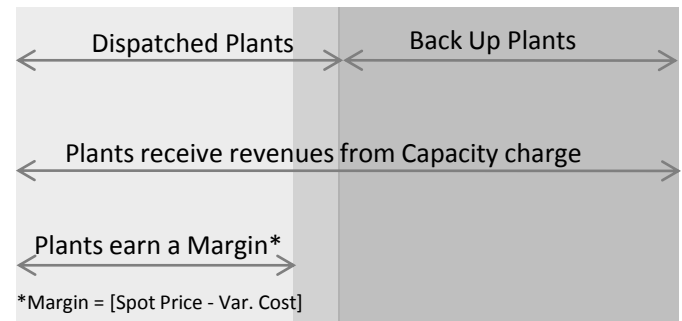 Dispatched Plants
Back Up Plants
Plants receive revenues from Capacity charge
Plants earn a Margin*
*Margin = [Spot Price - Var. Cost]